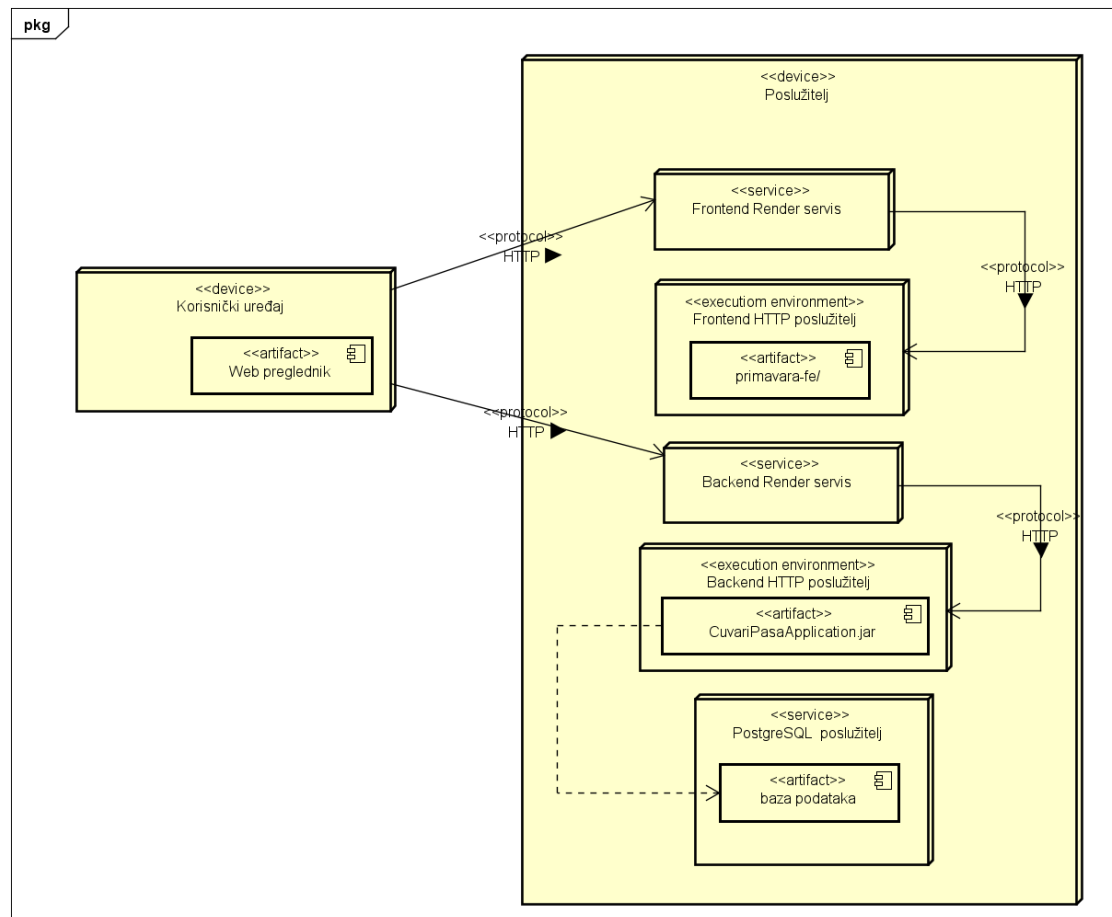 pkg
<<device>>
Poslužitelj
<<service>>
Frontend Render servis
<<protocol>>
HTTP
<<protocol>>
HTTP
<<device>>
Korisnički uređaj
<<artifact>>
Web preglednik
<<executiom environment>>
Frontend HTTP poslužitelj
<<artifact>>
primavara-fe/
<<protocol>>
HTTP
<<service>>
Backend Render servis
<<protocol>>
HTTP
<<execution environment>>
Backend HTTP poslužitelj
<<artifact>>
CuvariPasaApplication.jar
<<service>>
PostgreSQL  poslužitelj
<<artifact>>
baza podataka